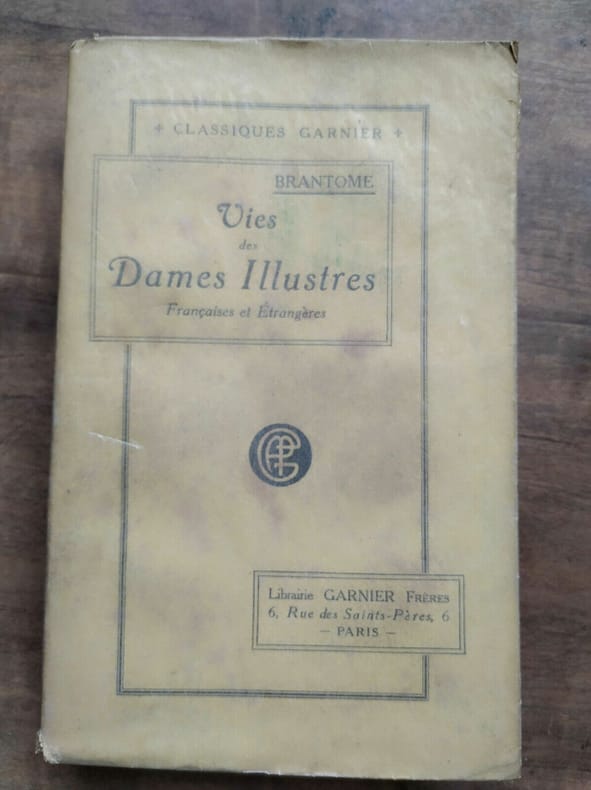 + CLASSIQUES GARNIER +
BRANTOME
Vies
des
Dames Illustres
Françaises et Étrangères
Librairie GARNIER FRÈRES
6, Rue des Saints-Pères, 6
– PARIS –